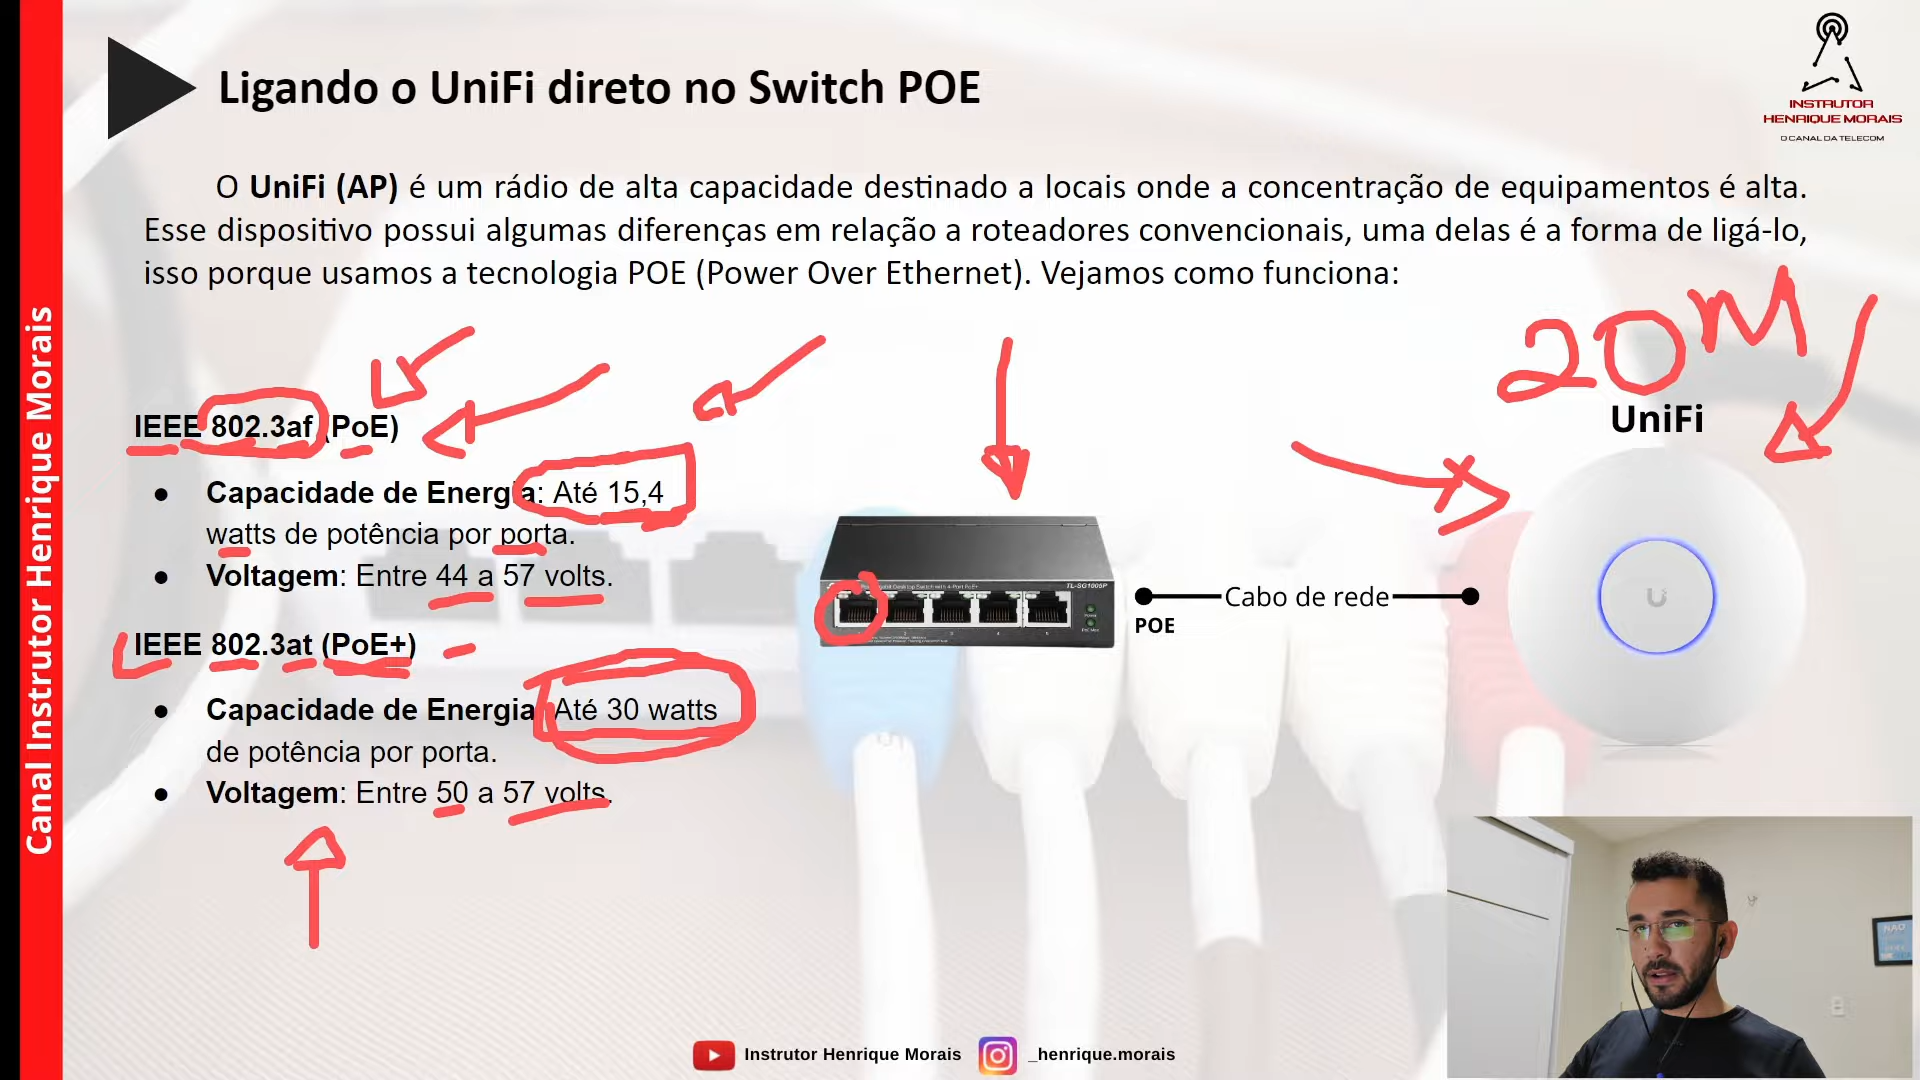 Ligando o UniFi direto no Switch POE
INSTRUTOR
HENRIQUE MORAIS
O CANAL DA TELECOM
O UniFi (AP) é um rádio de alta capacidade destinado a locais onde a concentração de equipamentos é alta.
Esse dispositivo possui algumas diferenças em relação a roteadores convencionais, uma delas é a forma de ligá-lo,
isso porque usamos a tecnologia POE (Power Over Ethernet). Vejamos como funciona:
Canal Instrutor Henrique Morais
IEEE 802.3af (PoE)
● Capacidade de Energia: Até 15,4
watts de potência por porta.
● Voltagem: Entre 44 a 57 volts.
IEEE 802.3at (PoE+)
● Capacidade de Energia: Até 30 watts
de potência por porta.
● Voltagem: Entre 50 a 57 volts.
TL-SG1005P
POE
Cabo de rede
20M
UniFi
Instrutor Henrique Morais
_henrique.morais